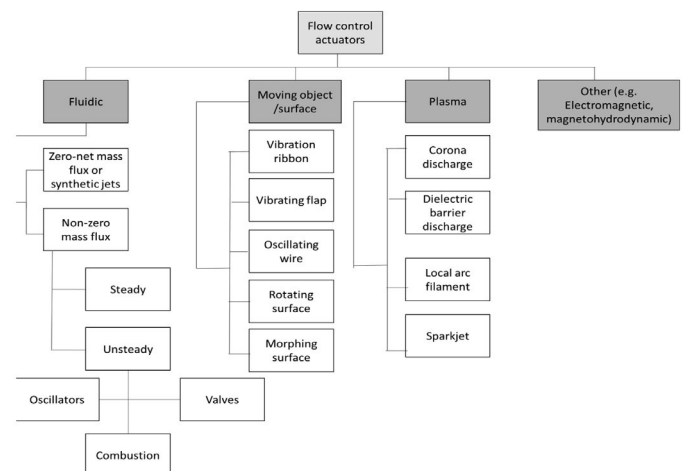 Flow control
actuators
Fluidic
Moving object
/surface
Plasma
Other (e.g.
Electromagnetic,
magnetohydrodynamic)
Zero-net mass
flux or
synthetic jets
Non-zero
mass flux
Steady
Unsteady
Oscillators
Valves
Combustion
Vibration
ribbon
Vibrating flap
Oscillating
wire
Rotating
surface
Morphing
surface
Corona
discharge
Dielectric
barrier
discharge
Local arc
filament
Sparkjet